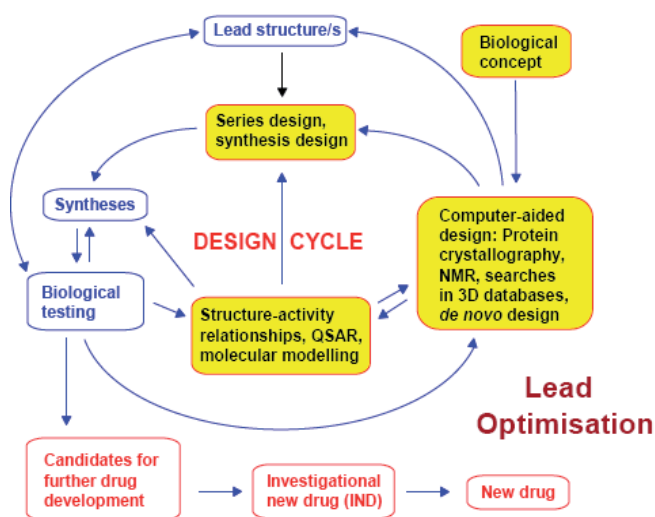 Lead structure/s
Biological
concept
Series design,
synthesis design
Syntheses
DESIGN CYCLE
Computer-aided
design: Protein
crystallography,
NMR, searches
in 3D databases,
de novo design
Biological
testing
Structure-activity
relationships, QSAR,
molecular modelling
Lead
Optimisation
Candidates for
further drug
development
Investigational
new drug (IND)
New drug